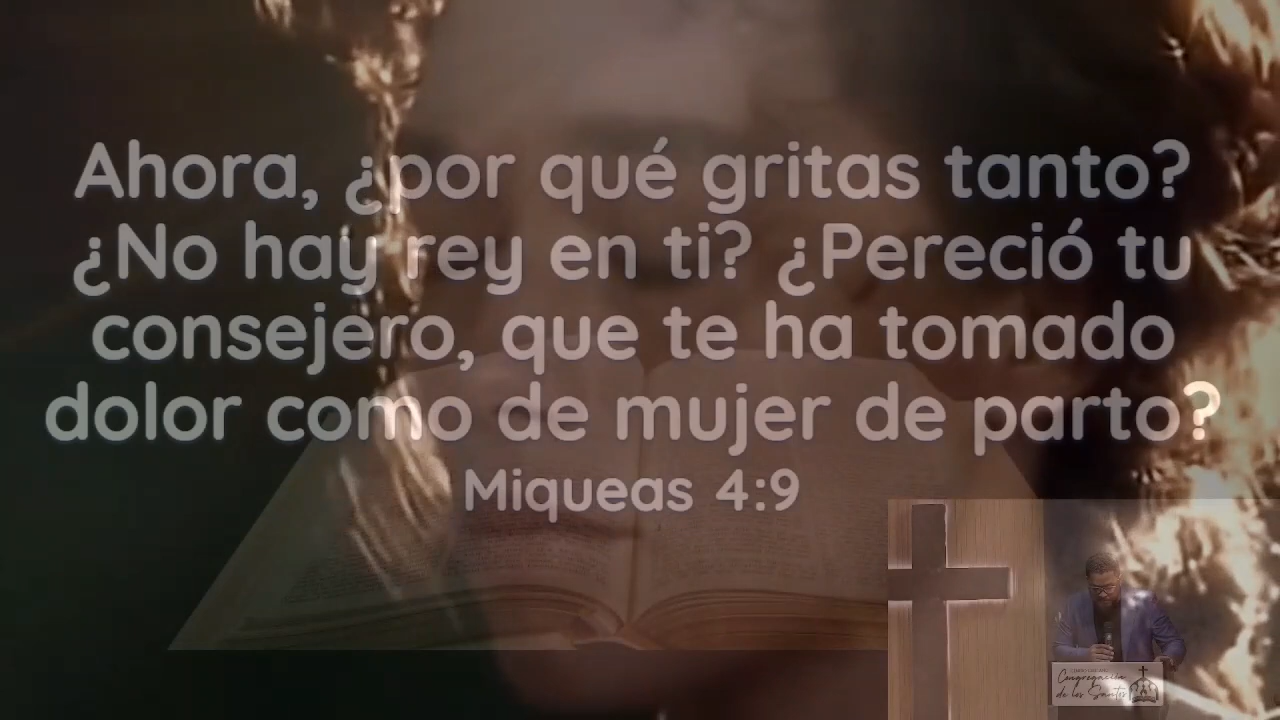 Ahora, ¿por qué gritas tanto?
¿No hay rey en ti? ¿Pereció tu
consejero, que te ha tomado
dolor como de mujer de parto?
Miqueas 4:9
Congregación
de los Santos